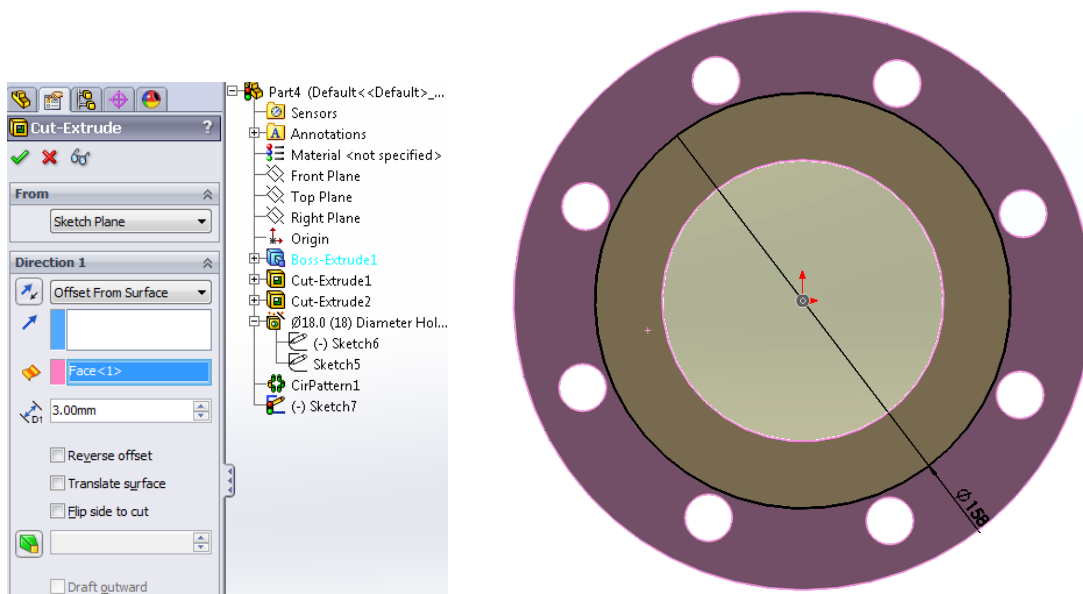 Cut-Extrude ?
From
Sketch Plane
Direction 1
Offset From Surface
Face<1>
D1 3.00mm
Reverse offset
Translate surface
Flip side to cut
Draft outward
Part4 (Default<<Default>_...
Sensors
A Annotations
Material <not specified>
Front Plane
Top Plane
Right Plane
Origin
Boss-Extrude1
Cut-Extrude1
Cut-Extrude2
Ø18.0 (18) Diameter Hol...
(-) Sketch6
Sketch5
CirPattern1
(-) Sketch7
Ø158